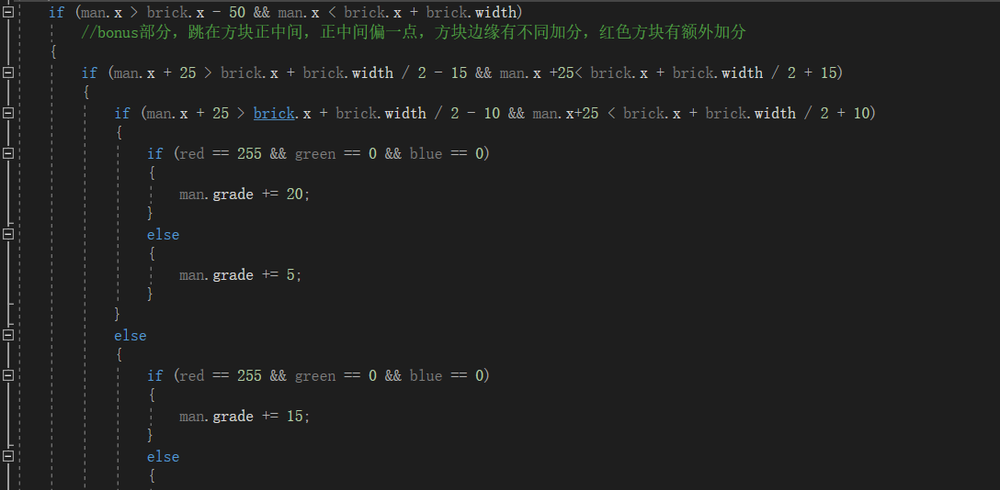 if (man.x > brick.x - 50 && man.x < brick.x + brick.width)
//bonus部分，跳在方块正中间，正中间偏一点，方块边缘有不同加分，红色方块有额外加分
{
if (man.x + 25 > brick.x + brick.width / 2 - 15 && man.x +25< brick.x + brick.width / 2 + 15)
{
if (man.x + 25 > brick.x + brick.width / 2 - 10 && man.x+25 < brick.x + brick.width / 2 + 10)
{
if (red == 255 && green == 0 && blue == 0)
{
man.grade += 20;
}
else
{
man.grade += 5;
}
}
else
{
if (red == 255 && green == 0 && blue == 0)
{
man.grade += 15;
}
else
{